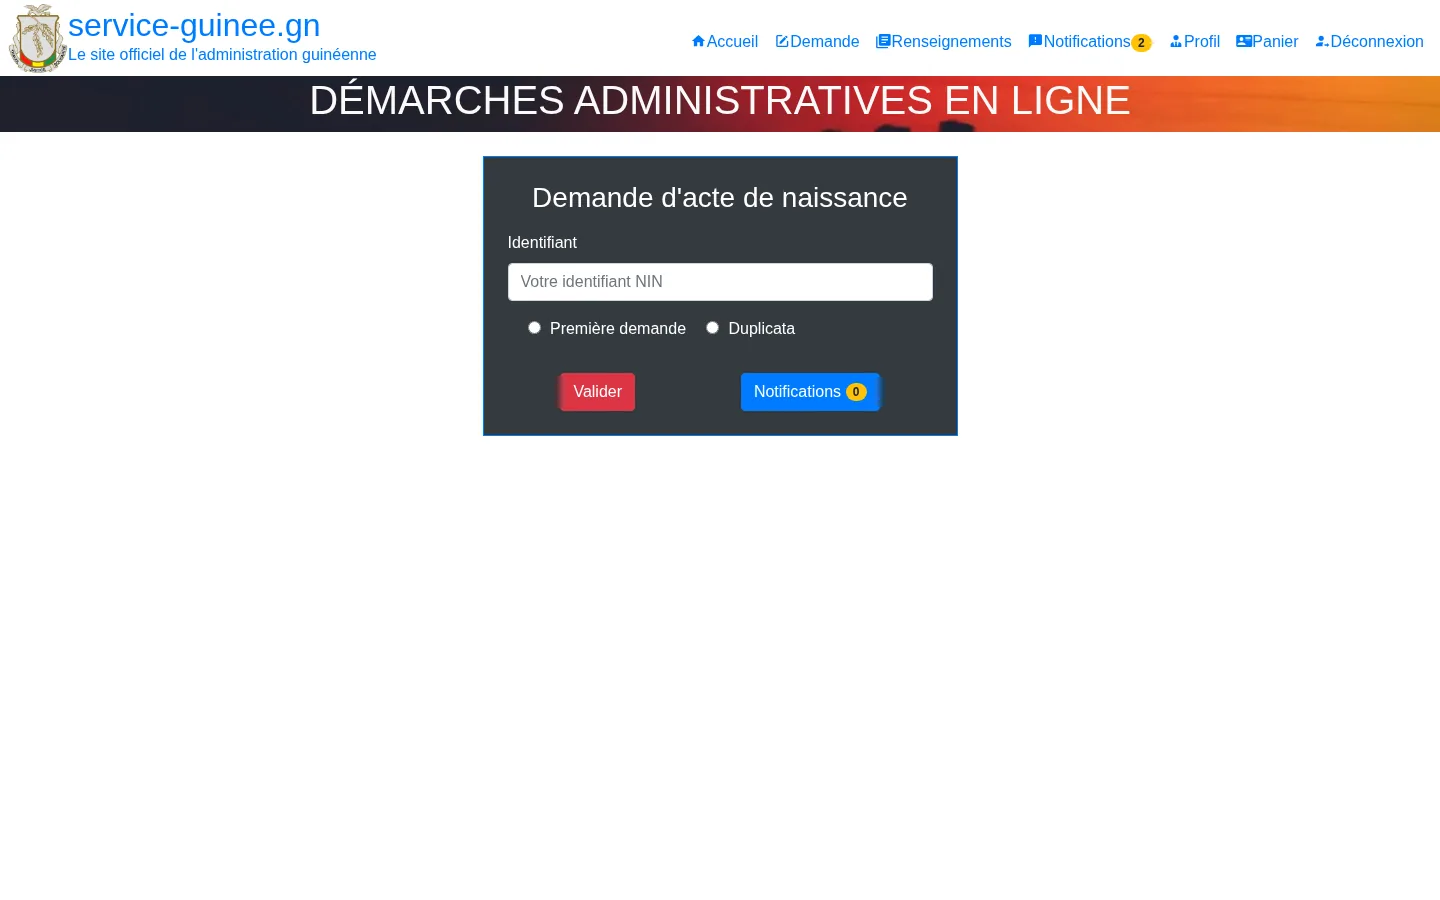 service-guinee.gn
Le site officiel de l'administration guinéenne
Accueil Demande Renseignements Notifications 2 Profil Panier Déconnexion
DÉMARCHES ADMINISTRATIVES EN LIGNE
Demande d'acte de naissance
Identifiant
Votre identifiant NIN
Première demande Duplicata
Valider Notifications 0